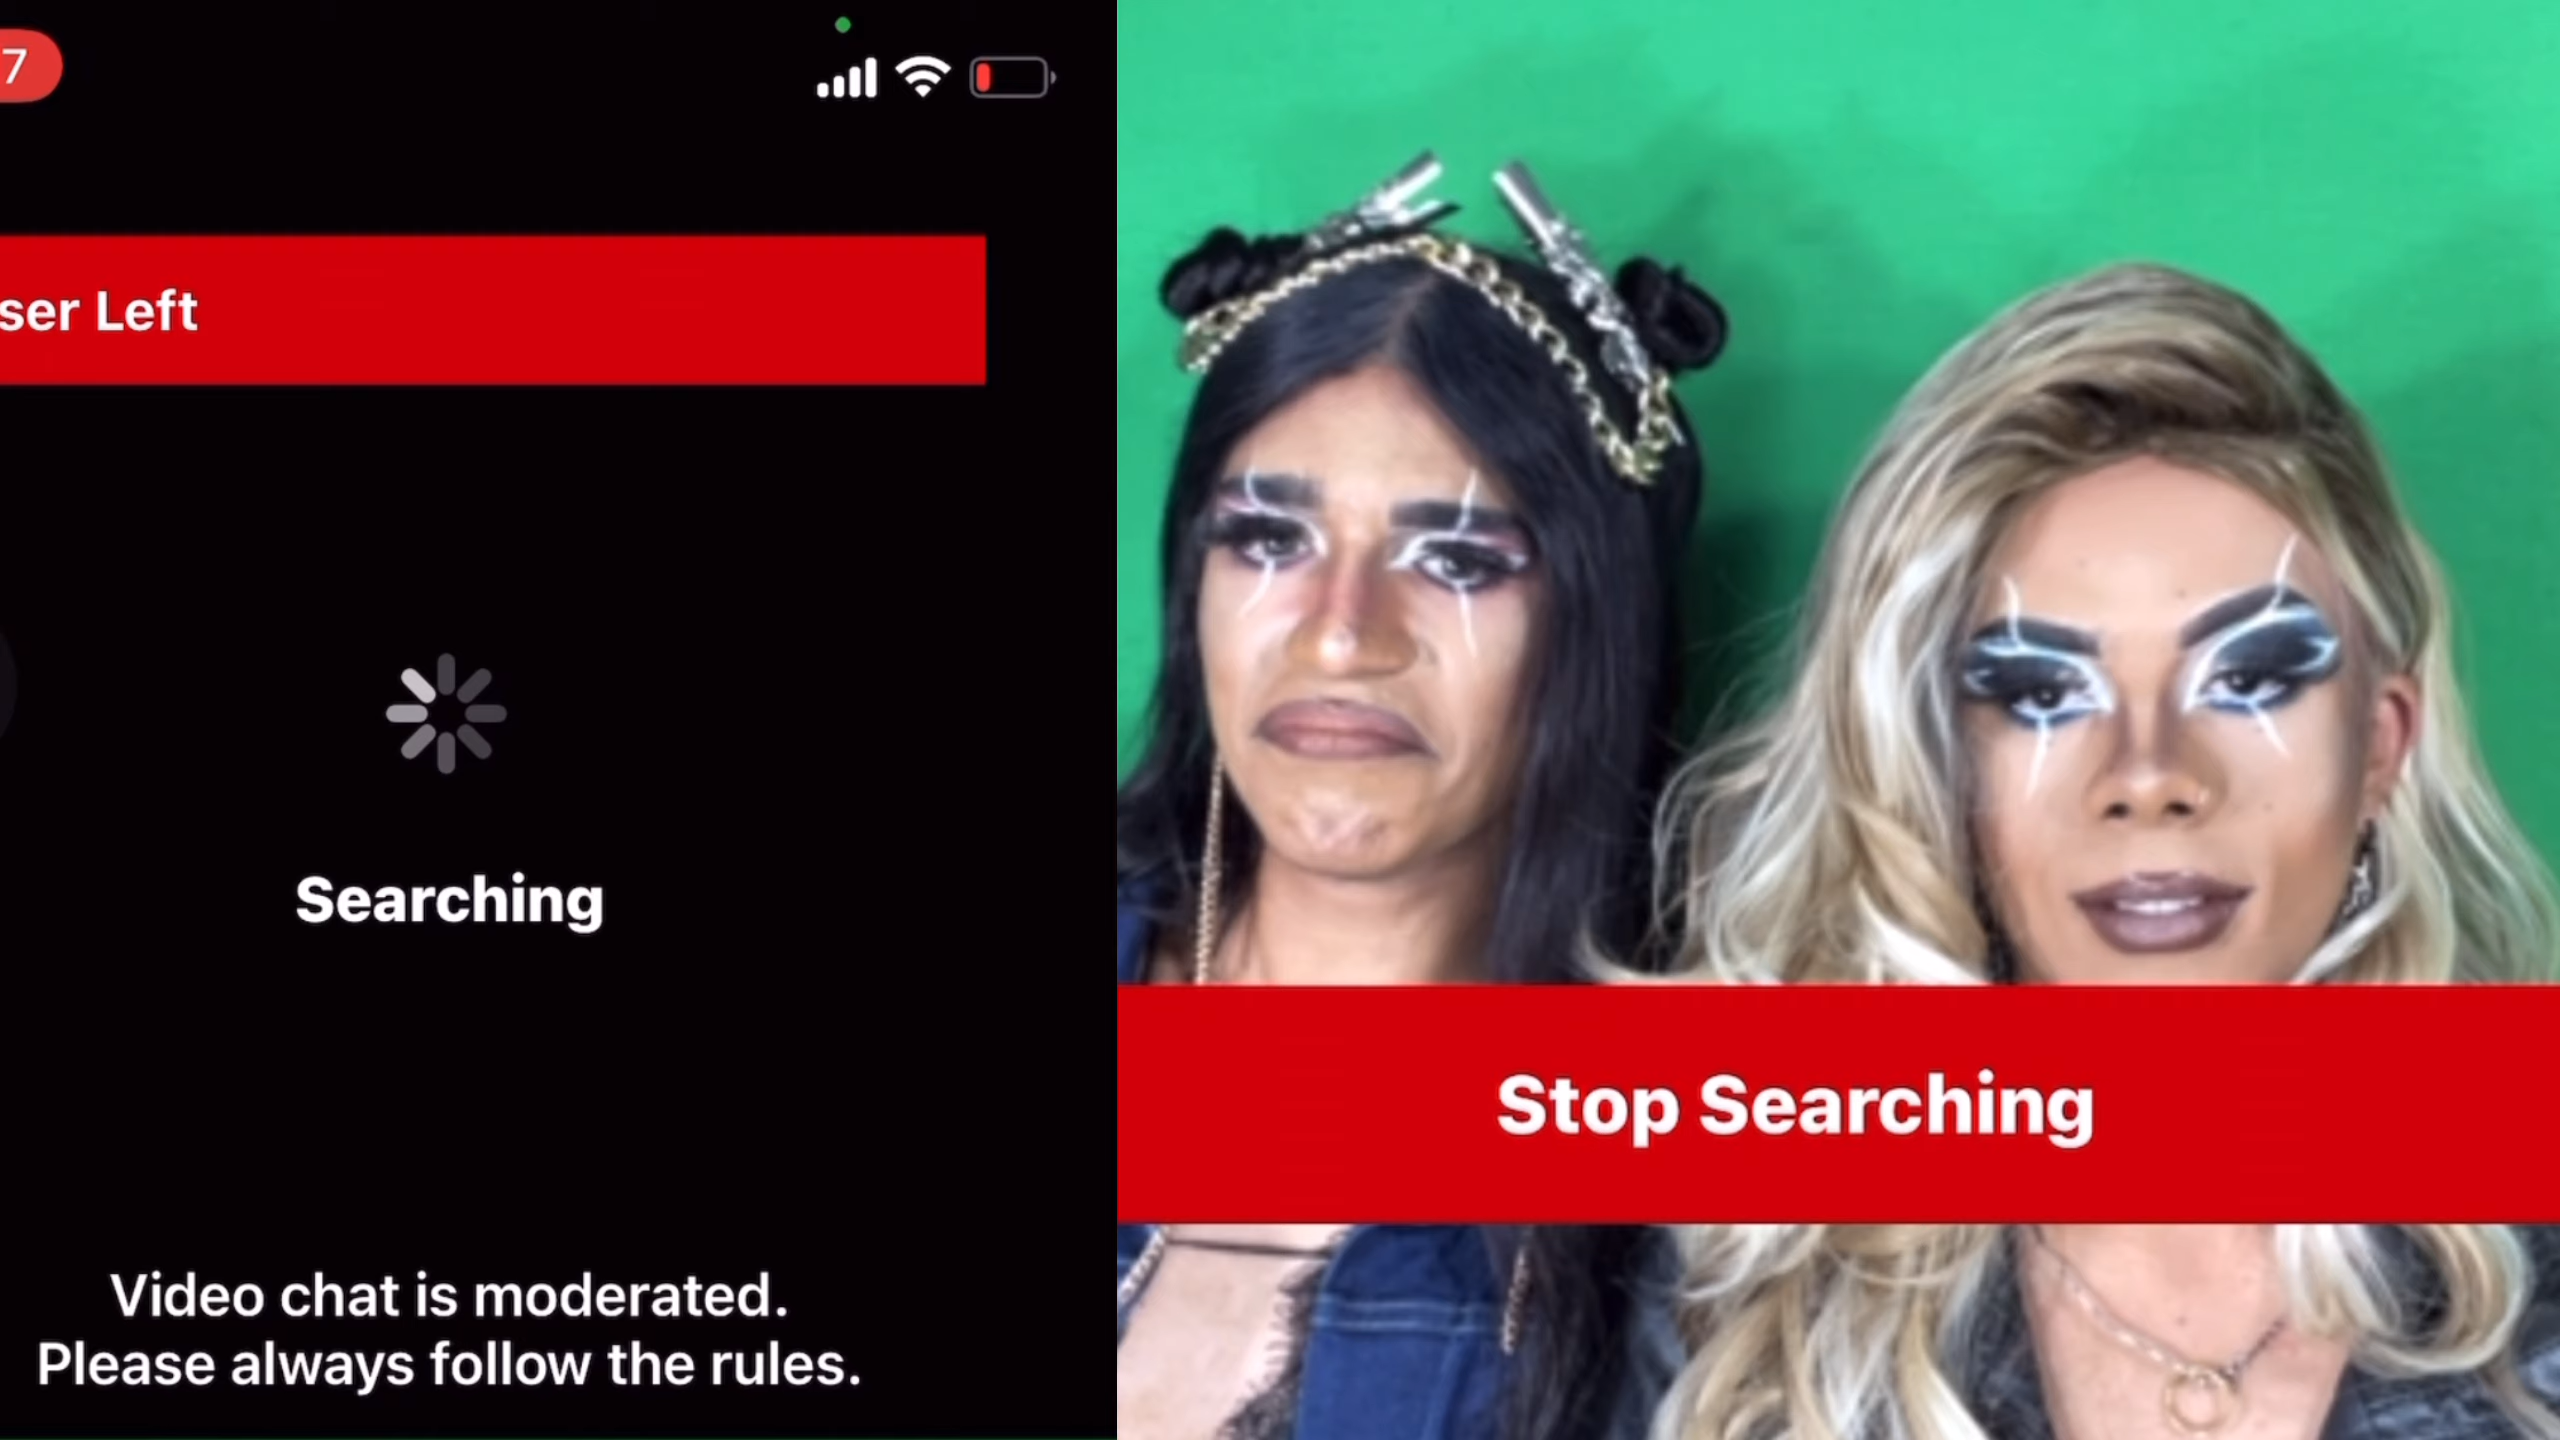 7
ser Left
Searching
Video chat is moderated.
Please always follow the rules.
Stop Searching